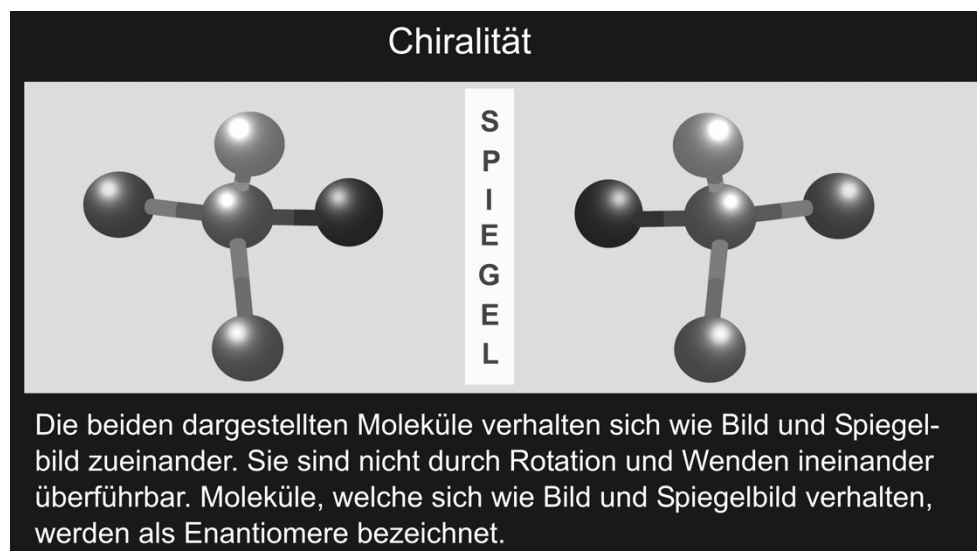 Chiralität
SPIEGEL
Die beiden dargestellten Moleküle verhalten sich wie Bild und Spiegel-
bild zueinander. Sie sind nicht durch Rotation und Wenden ineinander
überführbar. Moleküle, welche sich wie Bild und Spiegelbild verhalten,
werden als Enantiomere bezeichnet.